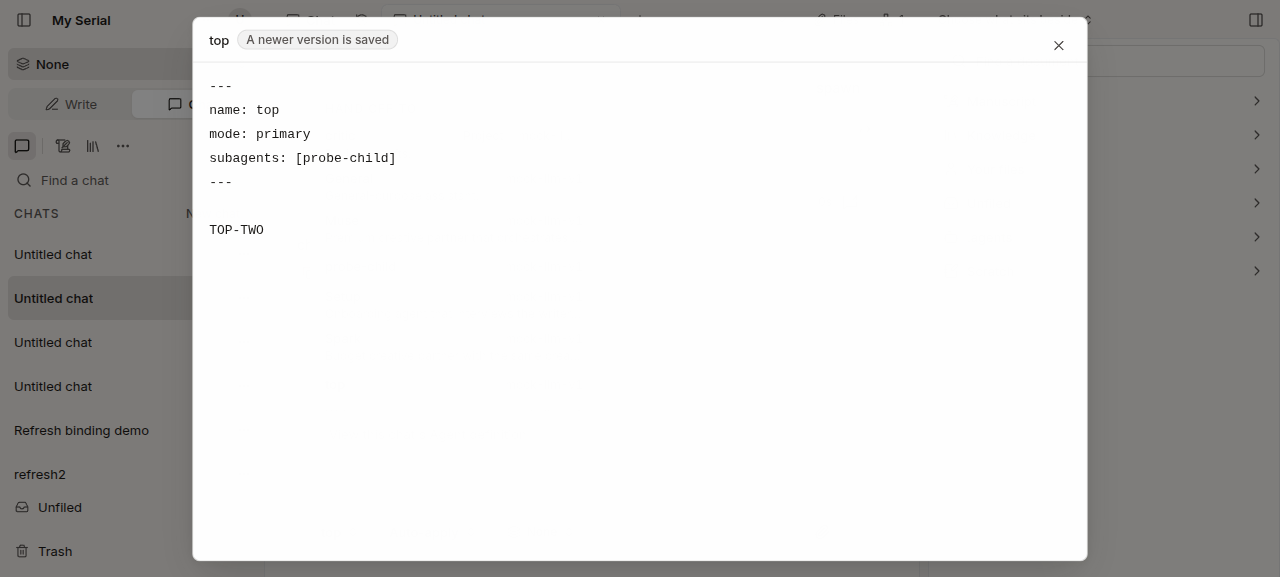 My Serial
top
A newer version is saved
None
Write
Find a chat
CHATS
Untitled chat
Untitled chat
Untitled chat
Untitled chat
Refresh binding demo
refresh2
Unfiled
Trash
---
name: top
mode: primary
subagents: [probe-child]
---
TOP-TWO